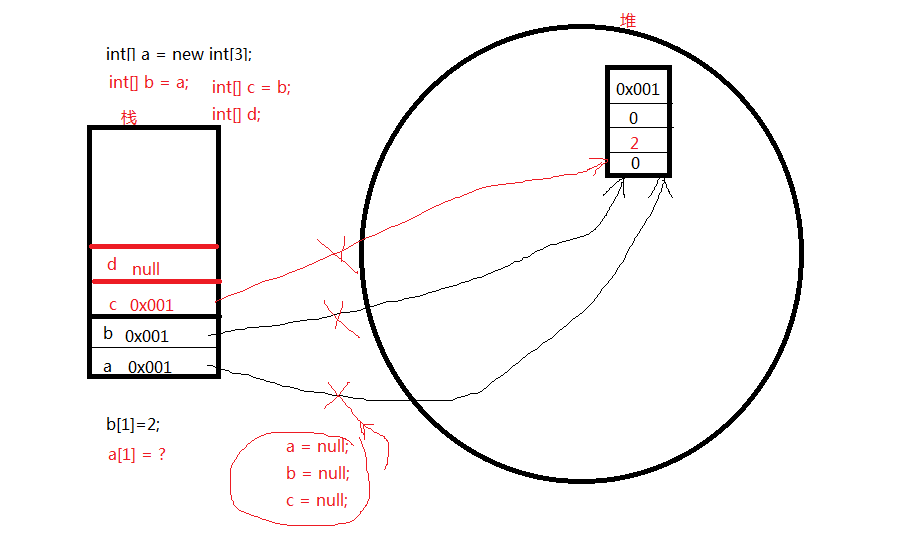 堆
int[] a = new int[3];
int[] b = a;
int[] c = b;
int[] d;
栈
0x001
0
2
0
d null
c 0x001
b 0x001
a 0x001
b[1]=2;
a[1] = ?
a = null;
b = null;
c = null;